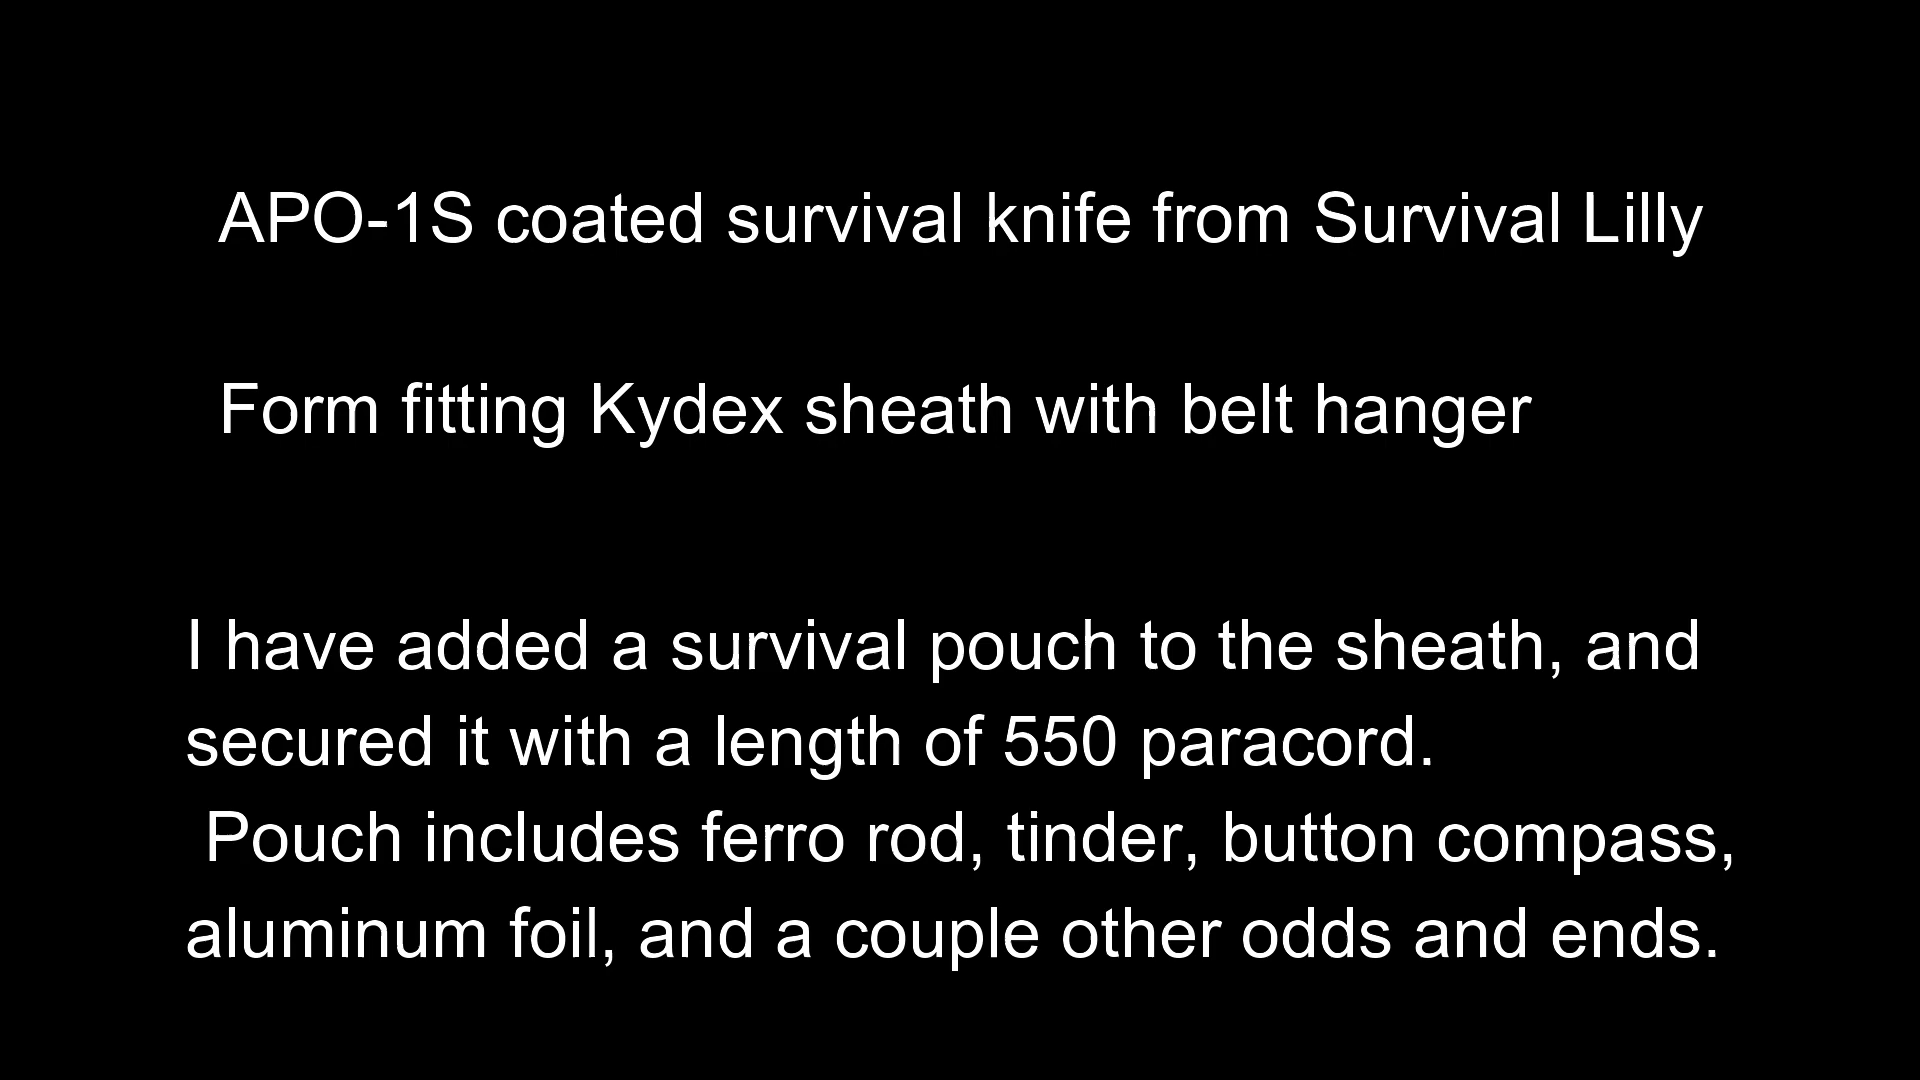 APO-1S coated survival knife from Survival Lilly
Form fitting Kydex sheath with belt hanger
I have added a survival pouch to the sheath, and
secured it with a length of 550 paracord.
Pouch includes ferro rod, tinder, button compass,
aluminum foil, and a couple other odds and ends.